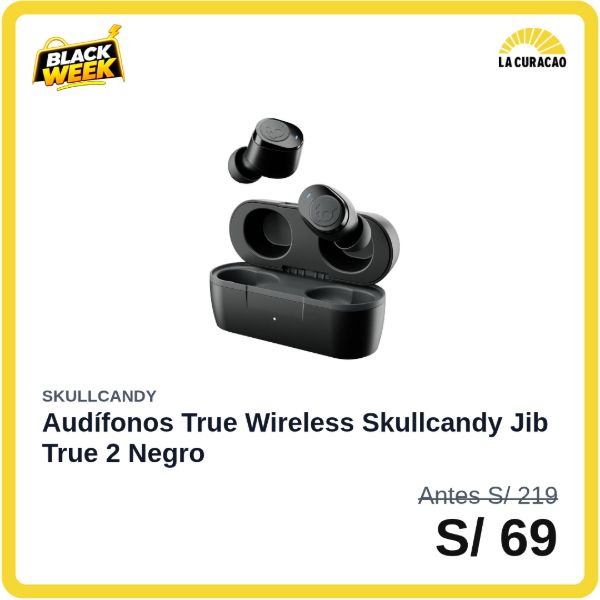 BLACK
WEEK
LA CURACAO
SKULLCANDY
Audífonos True Wireless Skullcandy Jib
True 2 Negro
Antes S/ 219
S/ 69